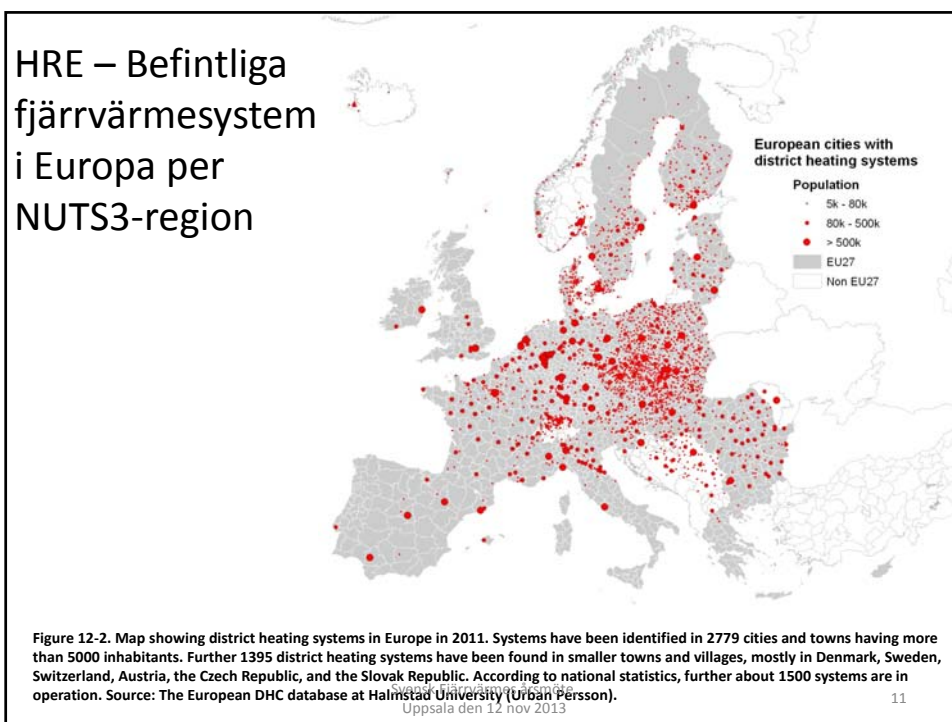 HRE – Befintliga
fjärrvärmesystem
i Europa per
NUTS3-region
European cities with
district heating systems
Population
5k - 80k
80k - 500k
> 500k
EU27
Non EU27
Figure 12-2. Map showing district heating systems in Europe in 2011. Systems have been identified in 2779 cities and towns having more
than 5000 inhabitants. Further 1395 district heating systems have been found in smaller towns and villages, mostly in Denmark, Sweden,
Switzerland, Austria, the Czech Republic, and the Slovak Republic. According to national statistics, further about 1500 systems are in
operation. Source: The European DHC database at Halmstad University (Urban Persson).
Svensk Fjärrvärmes årsmöte
Uppsala den 12 nov 2013
11